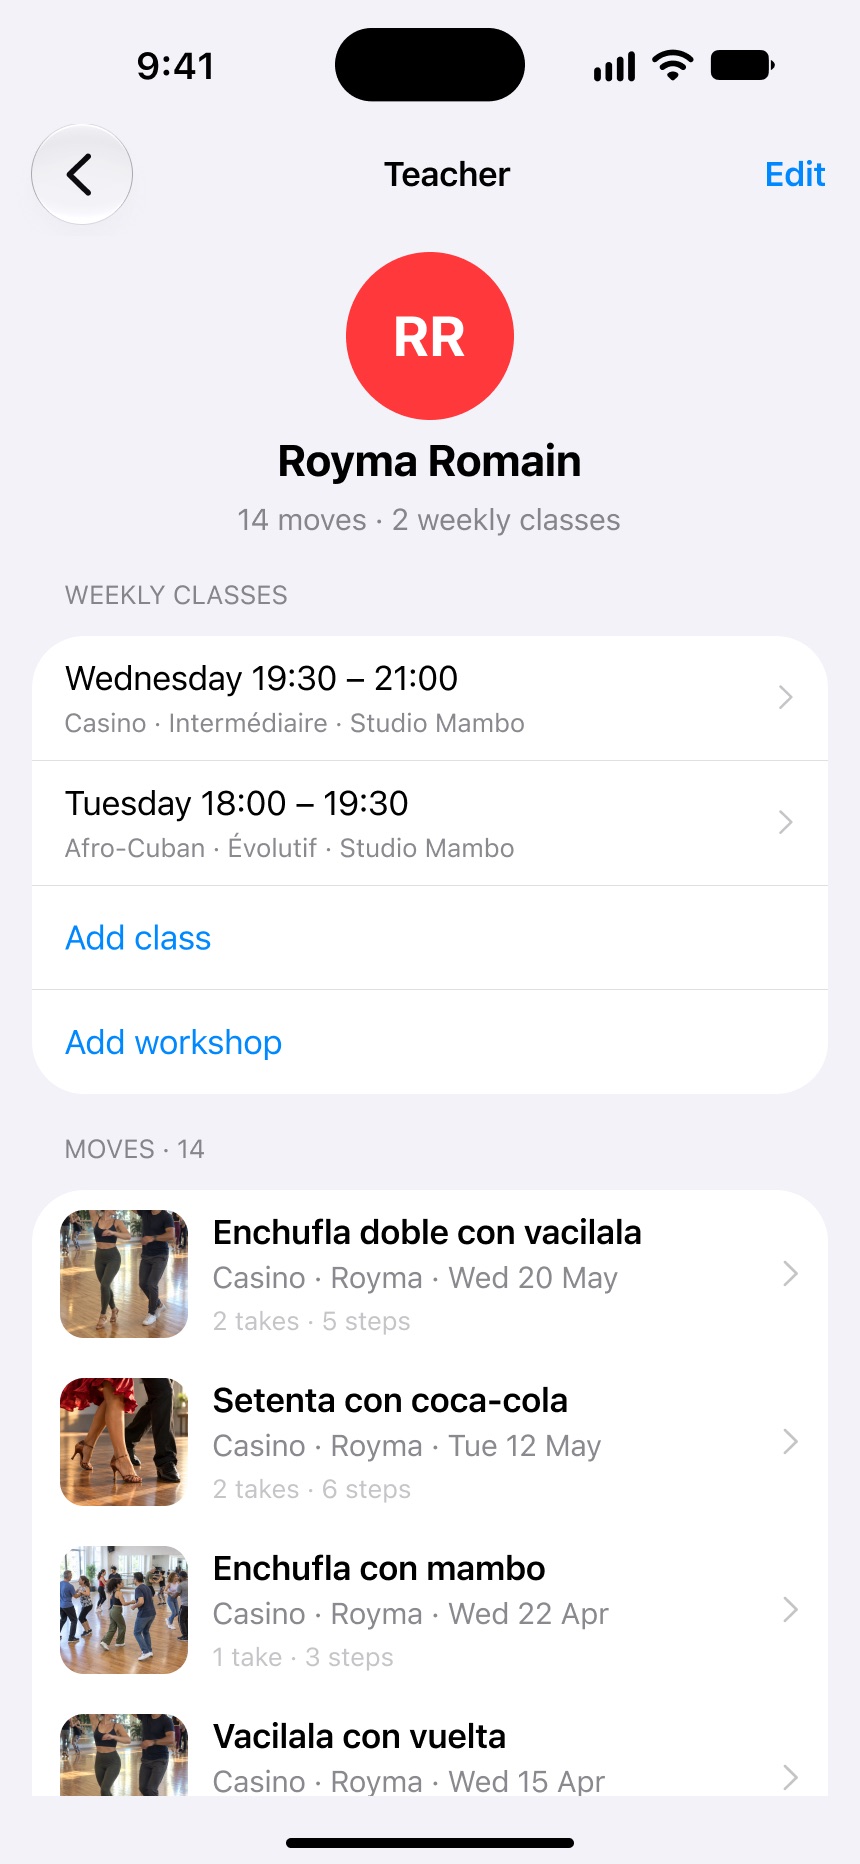 9:41
Teacher
Edit
RR
Royma Romain
14 moves · 2 weekly classes
WEEKLY CLASSES
Wednesday 19:30 – 21:00
Casino · Intermédiaire · Studio Mambo
Tuesday 18:00 – 19:30
Afro-Cuban · Évolutif · Studio Mambo
Add class
Add workshop
MOVES · 14
Enchufla doble con vacilala
Casino · Royma · Wed 20 May
2 takes · 5 steps
Setenta con coca-cola
Casino · Royma · Tue 12 May
2 takes · 6 steps
Enchufla con mambo
Casino · Royma · Wed 22 Apr
1 take · 3 steps
Vacilala con vuelta
Casino · Royma · Wed 15 Apr